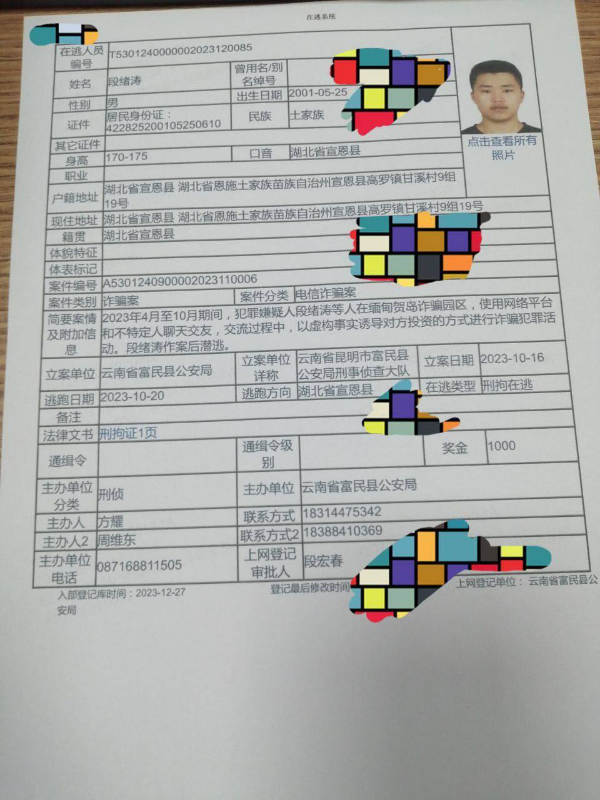 在逃系统
在逃人员编号 T5301240000002023120085
姓名 段绪涛 曾用名/别名绰号
性别 男 出生日期 2001-05-25
证件 居民身份证：422825200105250610 民族 土家族
点击查看所有照片
其它证件
身高 170-175 口音 湖北省宣恩县
职业
户籍地址 湖北省宣恩县 湖北省恩施土家族苗族自治州宣恩县高罗镇甘溪村9组
19号
现住地址 湖北省宣恩县 湖北省恩施土家族苗族自治州宣恩县高罗镇甘溪村9组19号
籍贯 湖北省宣恩县
体貌特征
体表标记
案件编号 A5301240900002023110006
案件类别 诈骗案 案件分类 电信诈骗案
简要案情及附加信息 2023年4月至10月期间，犯罪嫌疑人段绪涛等人在缅甸贺岛诈骗园区，使用网络平台
和不特定人聊天交友，交流过程中，以虚构事实诱导对方投资的方式进行诈骗犯罪活
动。段绪涛作案后潜逃。
立案单位 云南省富民县公安局 立案单位详称 云南省昆明市富民县公安局刑事侦查大队 立案日期 2023-10-16
逃跑日期 2023-10-20 逃跑方向 湖北省宣恩县 在逃类型 刑拘在逃
备注
法律文书 刑拘证1页
通缉令 通缉令级别 奖金 1000
主办单位分类 刑侦 主办单位 云南省富民县公安局
主办人 方耀 联系方式 18314475342
主办人2 周维东 联系方式2 18388410369
主办单位电话 087168811505 上网登记审批人 段宏春
入部登记库时间：2023-12-27 登记最后修改时间 上网登记单位： 云南省富民县公
安局